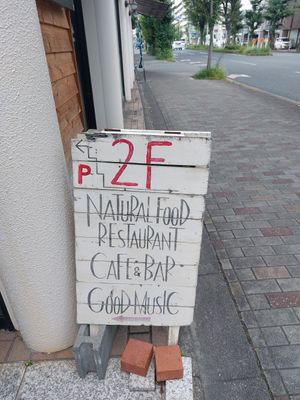 2F
P
NATURAL FOOD
RESTAURANT
CAFE & BAR
GOOD MUSIC